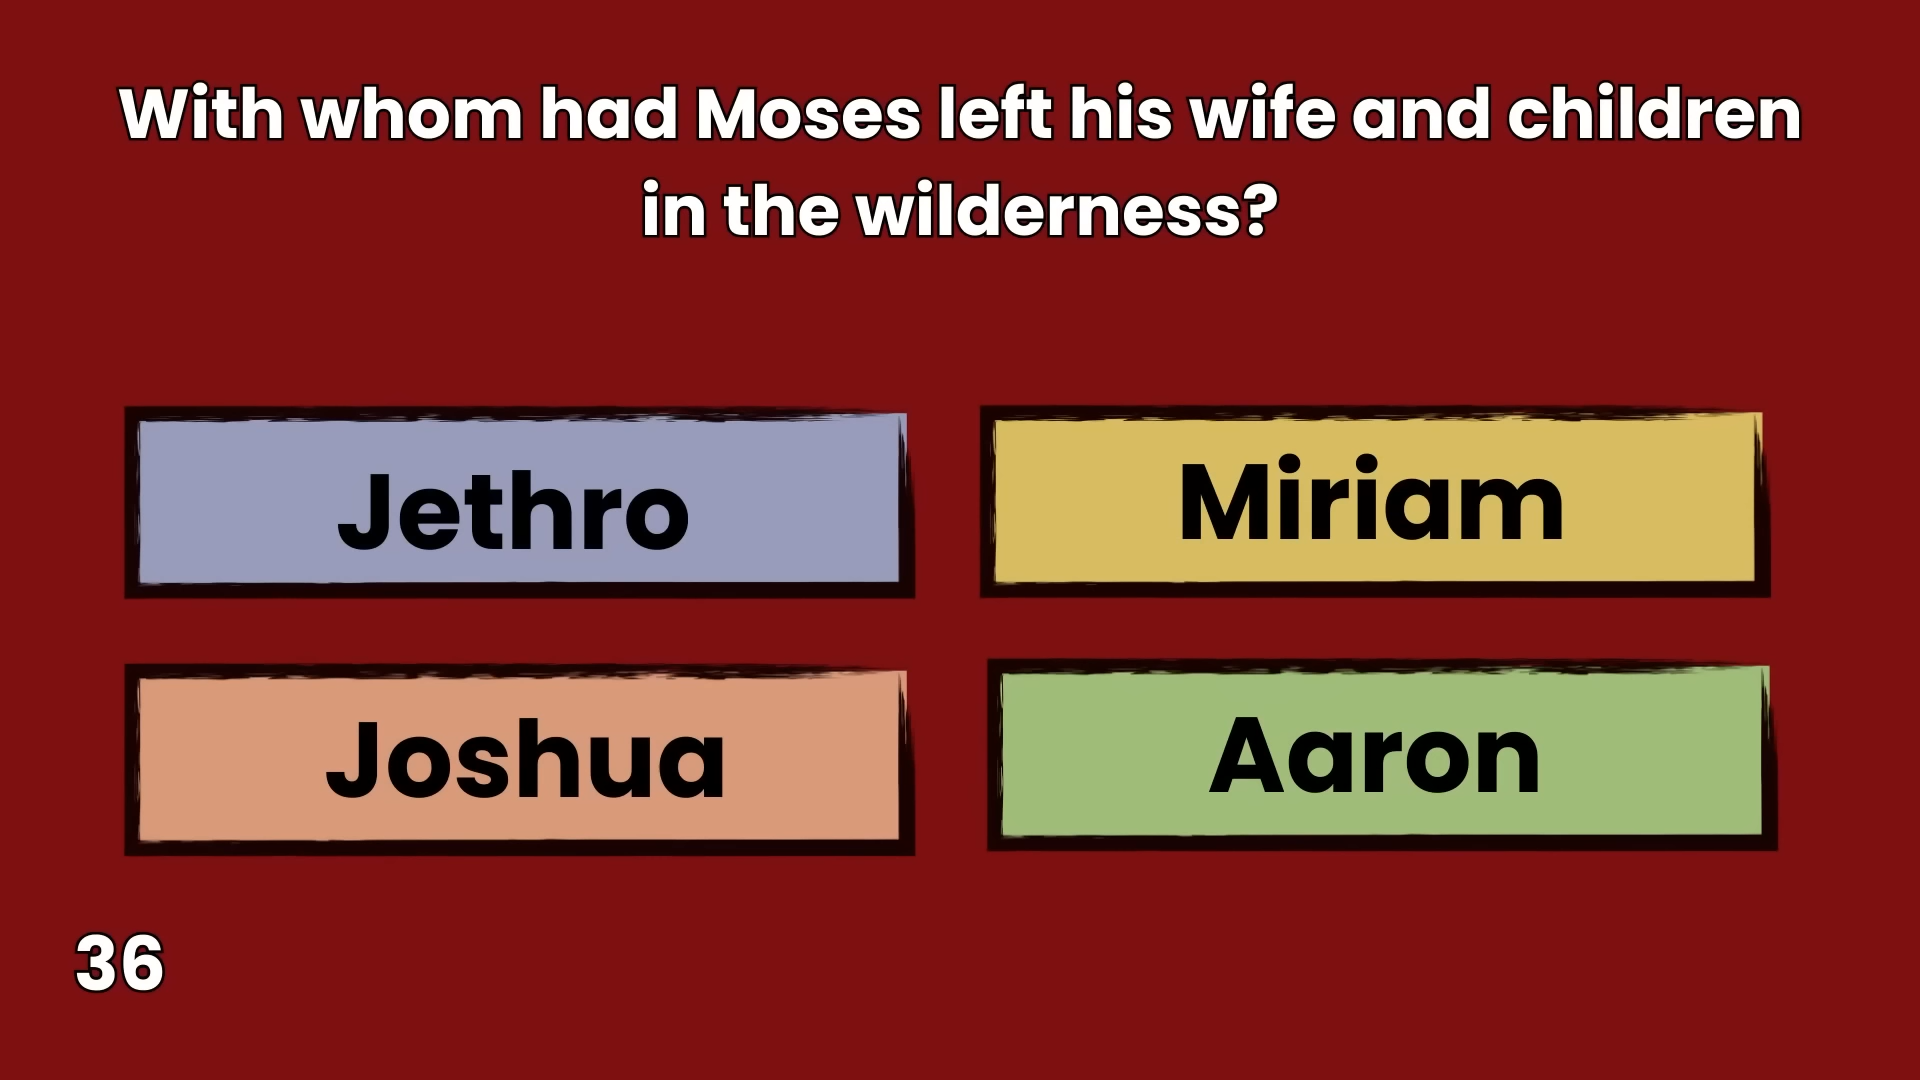 With whom had Moses left his wife and children
in the wilderness?
Jethro
Miriam
Joshua
Aaron
36